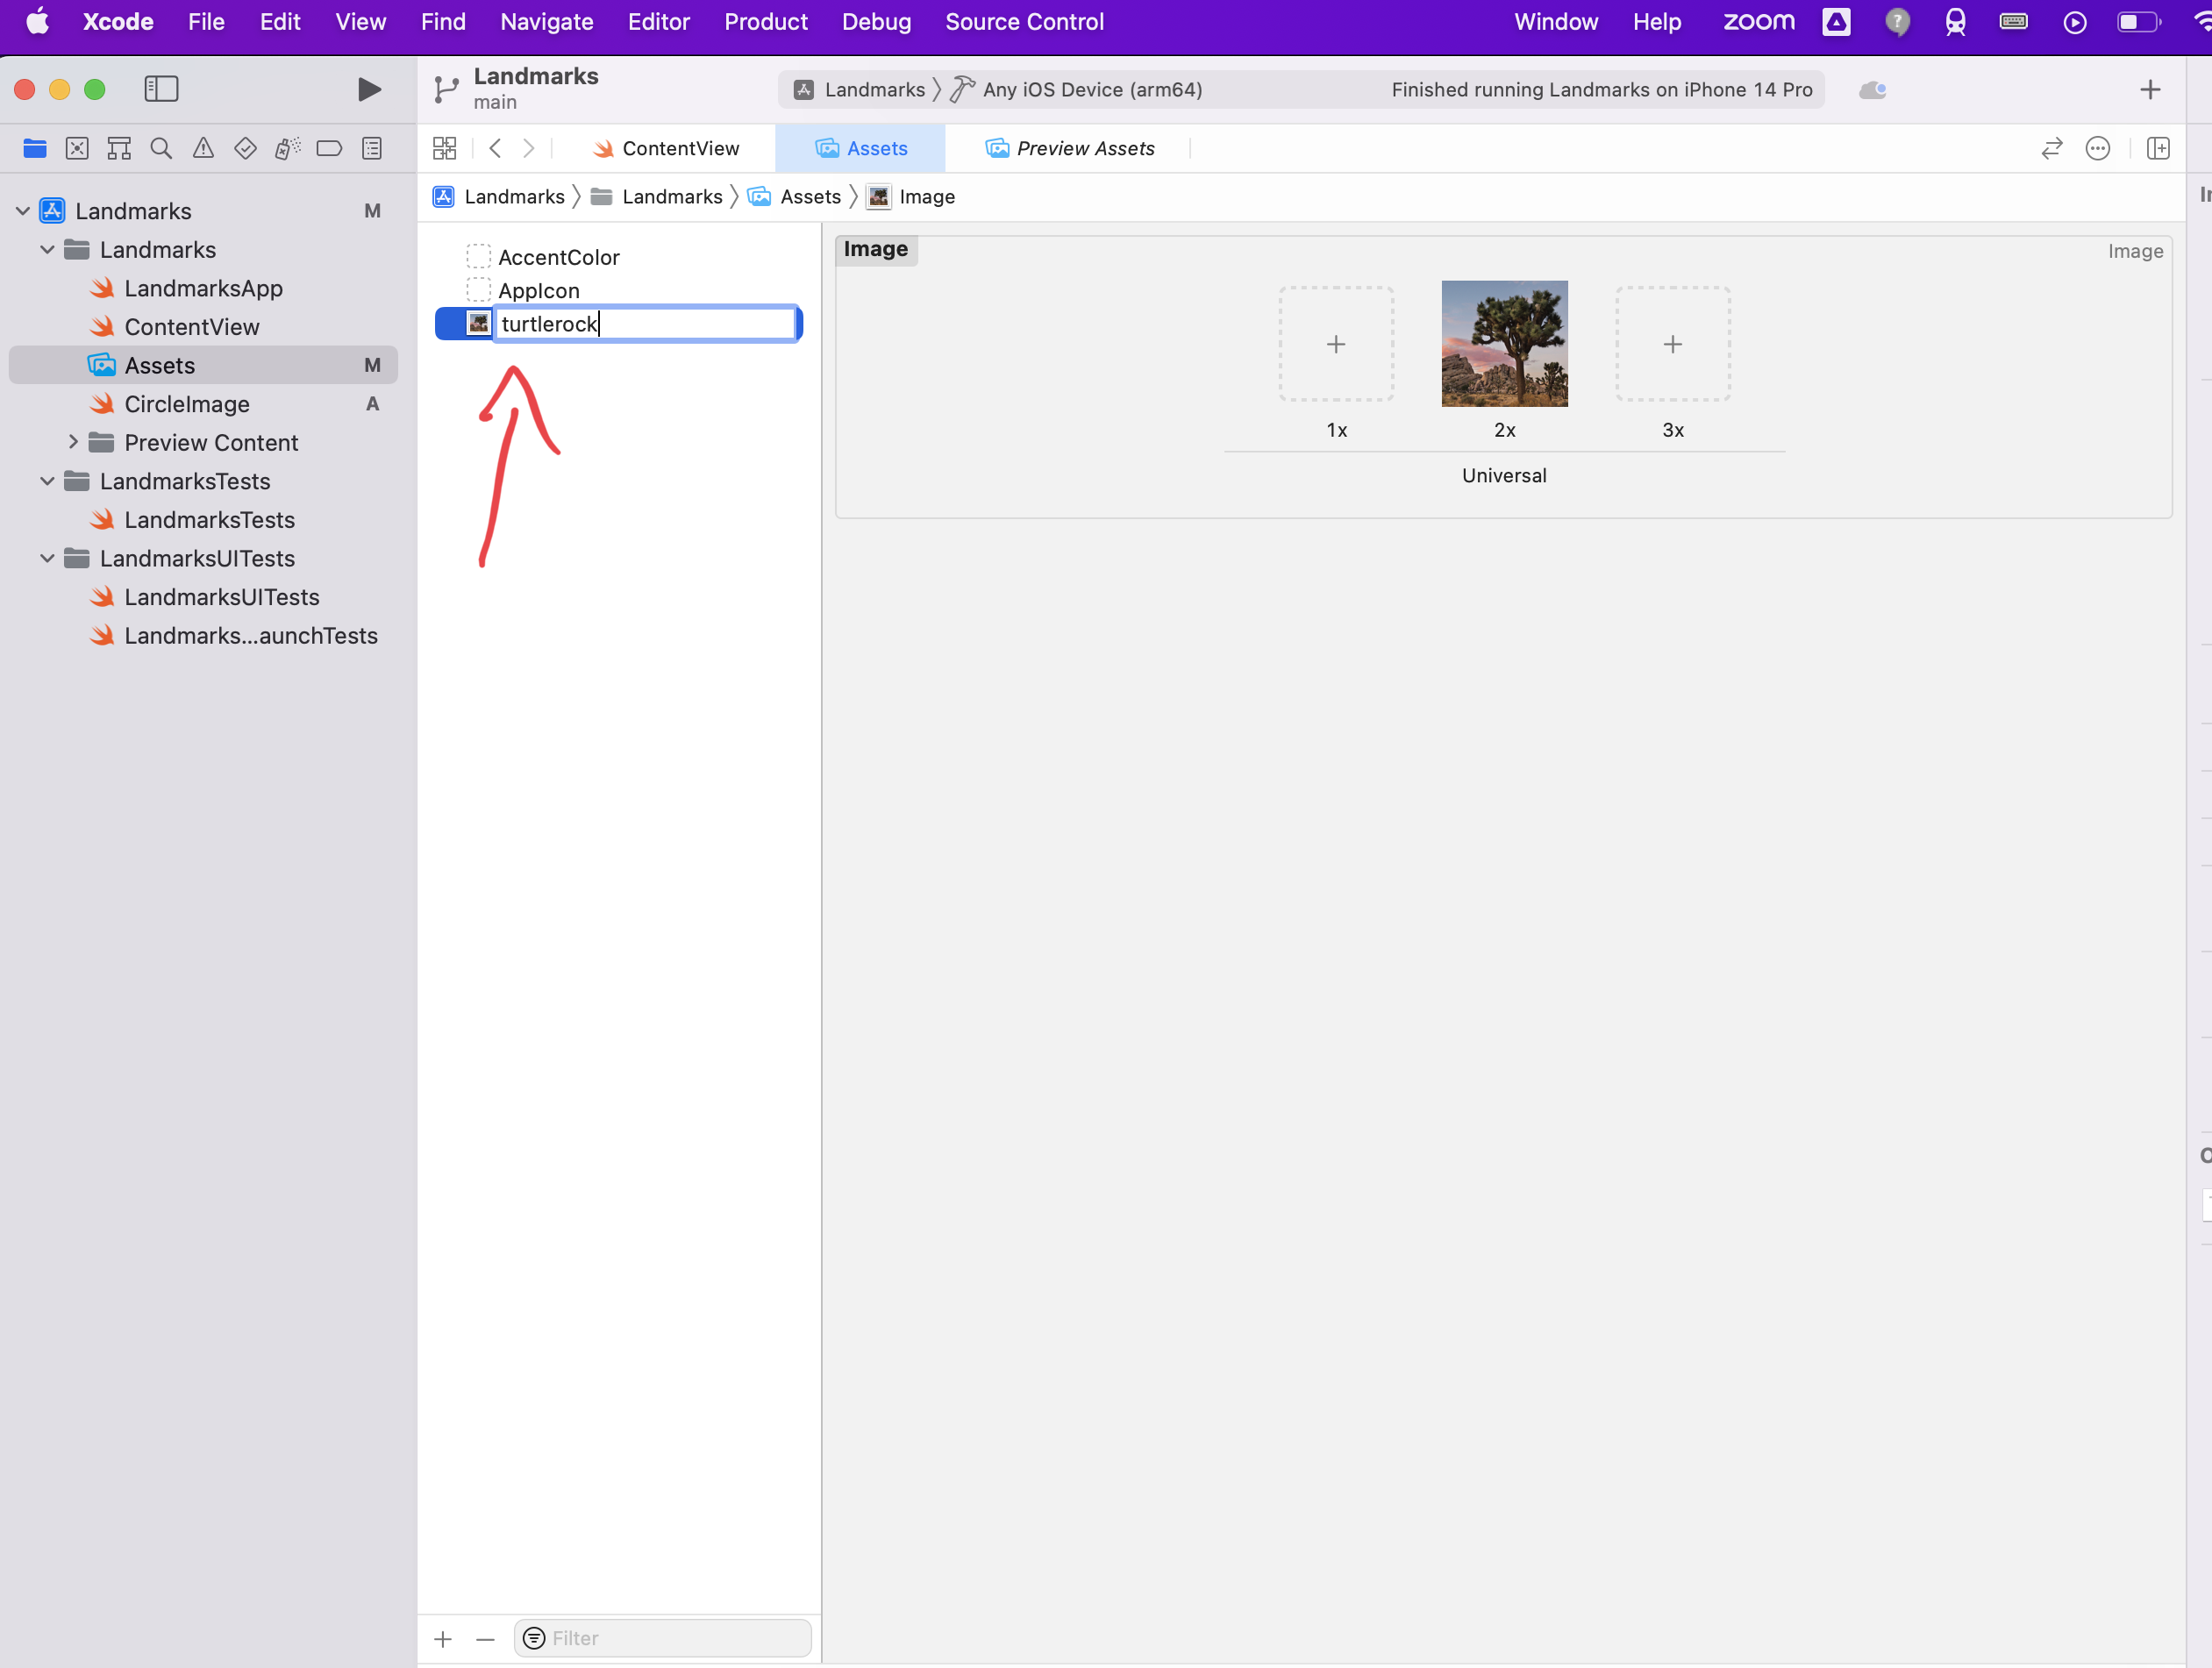 Xcode File Edit View Find Navigate Editor Product Debug Source Control Window Help zoom
Landmarks
main
Landmarks Any iOS Device (arm64) Finished running Landmarks on iPhone 14 Pro
ContentView Assets Preview Assets
Landmarks Landmarks Assets Image
Landmarks M
Landmarks
LandmarksApp
ContentView
Assets M
CircleImage A
Preview Content
LandmarksTests
LandmarksTests
LandmarksUITests
LandmarksUITests
Landmarks...aunchTests
AccentColor
AppIcon
turtlerock
Filter
Image Image
1x 2x 3x
Universal